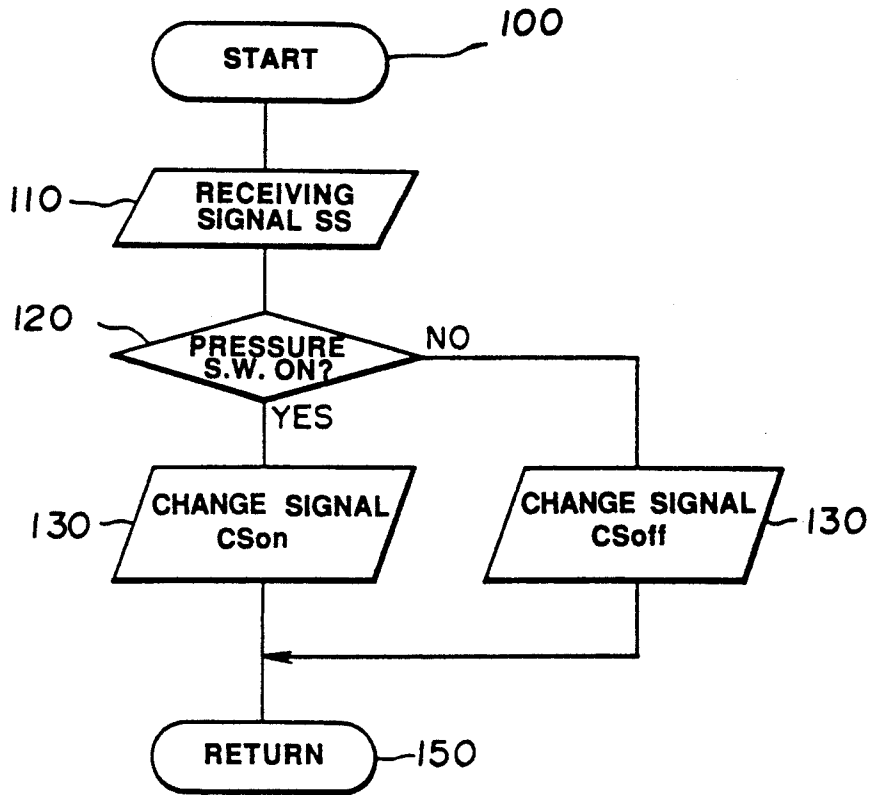 100
START
110
RECEIVING
SIGNAL SS
120
PRESSURE
S.W. ON?
NO
YES
130
CHANGE SIGNAL
CSon
CHANGE SIGNAL
CSoff
130
RETURN
150